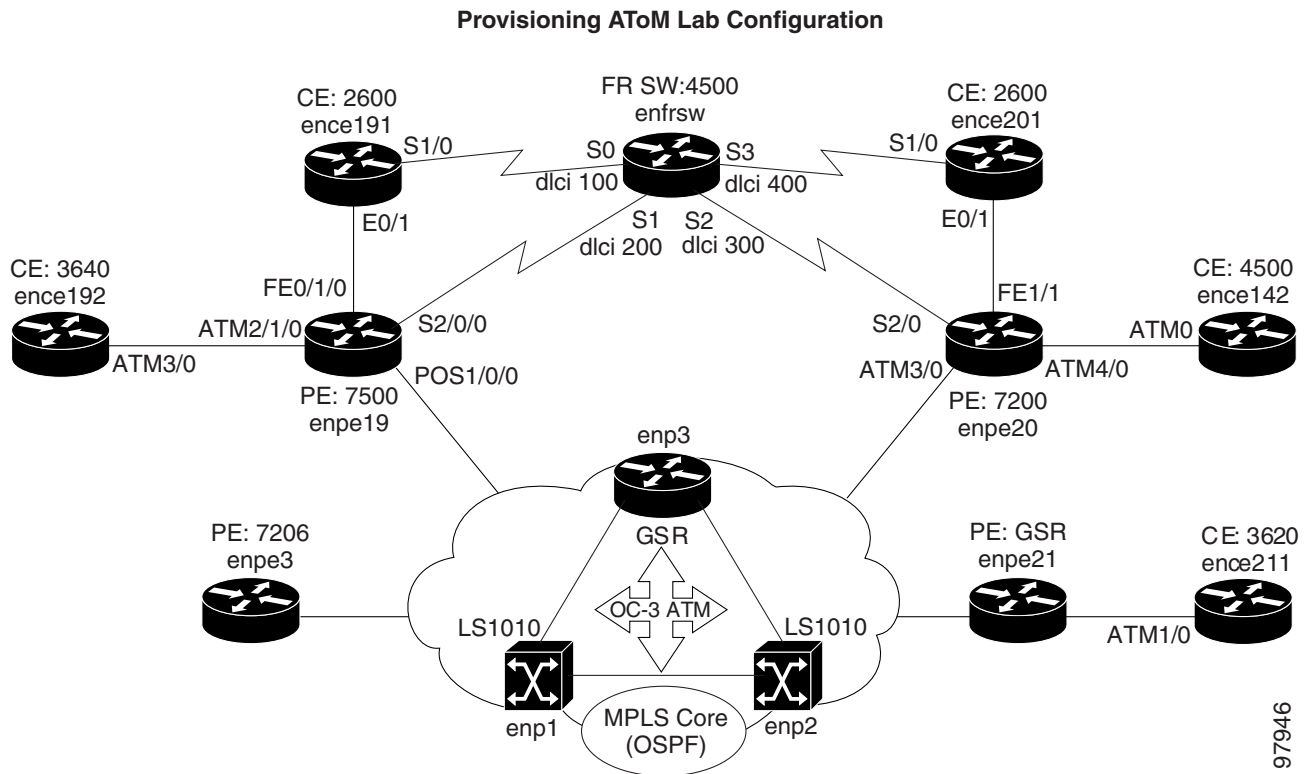 Provisioning AToM Lab Configuration
FR SW:4500
enfrsw
CE: 2600
ence191
CE: 2600
ence201
S1/0
S0
S3
S1/0
dlci 100
dlci 400
E0/1
S1
S2
E0/1
dlci 200
dlci 300
CE: 3640
ence192
CE: 4500
ence142
FE0/1/0
FE1/1
ATM2/1/0
S2/0/0
S2/0
ATM0
ATM3/0
ATM3/0
ATM4/0
POS1/0/0
PE: 7500
enpe19
PE: 7200
enpe20
enp3
GSR
PE: 7206
enpe3
PE: GSR
enpe21
CE: 3620
ence211
OC-3 ATM
LS1010
LS1010
ATM1/0
enp1
enp2
MPLS Core
(OSPF)
97946